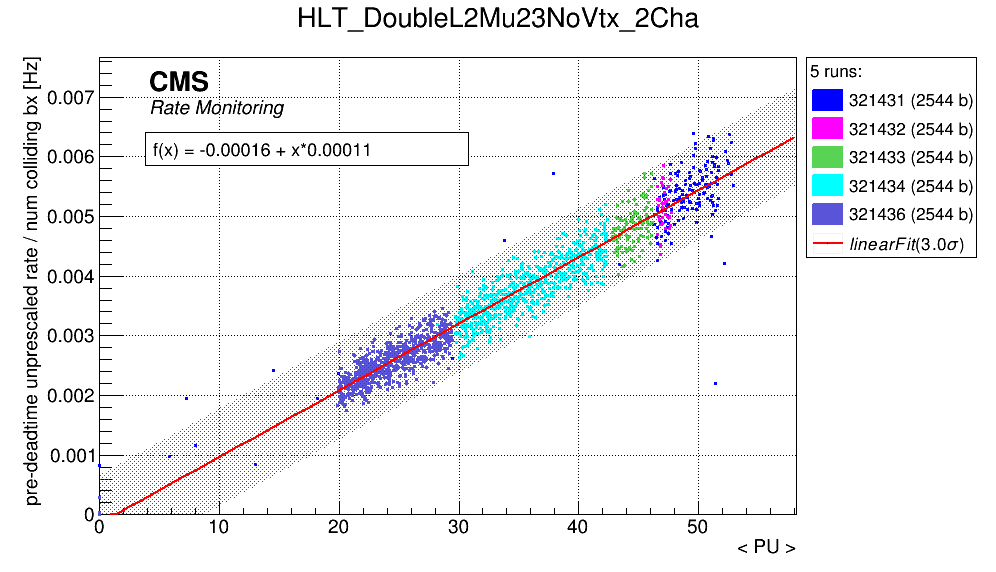 HLT_DoubleL2Mu23NoVtx_2Cha
pre-deadtime unprescaled rate / num colliding bx [Hz]
CMS
Rate Monitoring
f(x) = -0.00016 + x*0.00011
0.007
0.006
0.005
0.004
0.003
0.002
0.001
0
0 10 20 30 40 50
< PU >
5 runs:
321431 (2544 b)
321432 (2544 b)
321433 (2544 b)
321434 (2544 b)
321436 (2544 b)
linearFit(3.0σ)